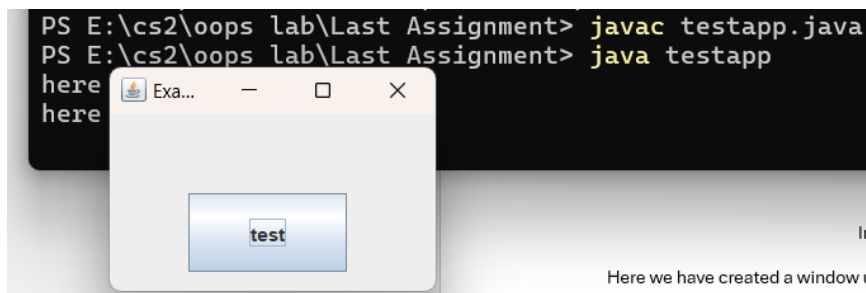 PS E:\cs2\oops lab\Last Assignment> javac testapp.java
PS E:\cs2\oops lab\Last Assignment> java testapp
here
here
Exa...
test
Here we have created a window